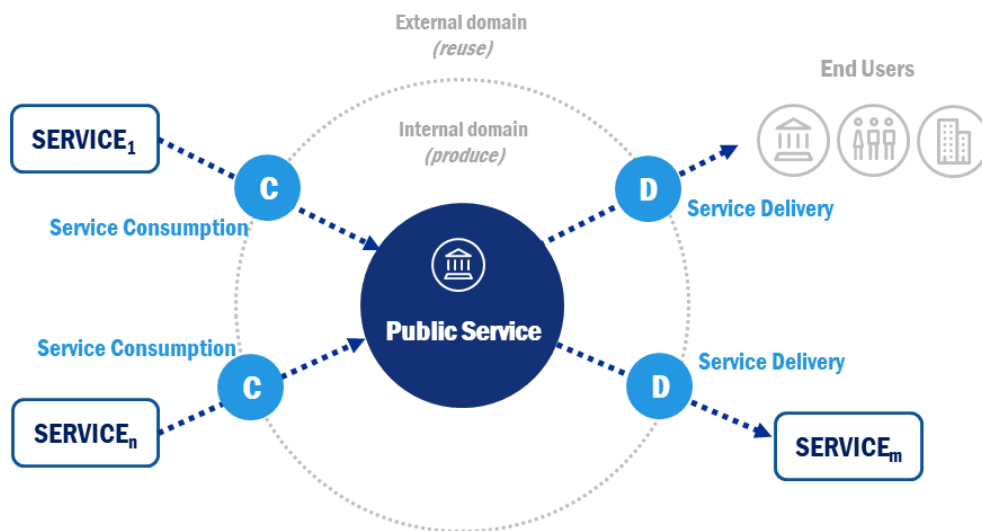 External domain
(reuse)
End Users
SERVICE₁
Internal domain
(produce)
C
D
Service Consumption
Service Delivery
Public Service
Service Consumption
Service Delivery
C
D
SERVICEₙ
SERVICEₘ